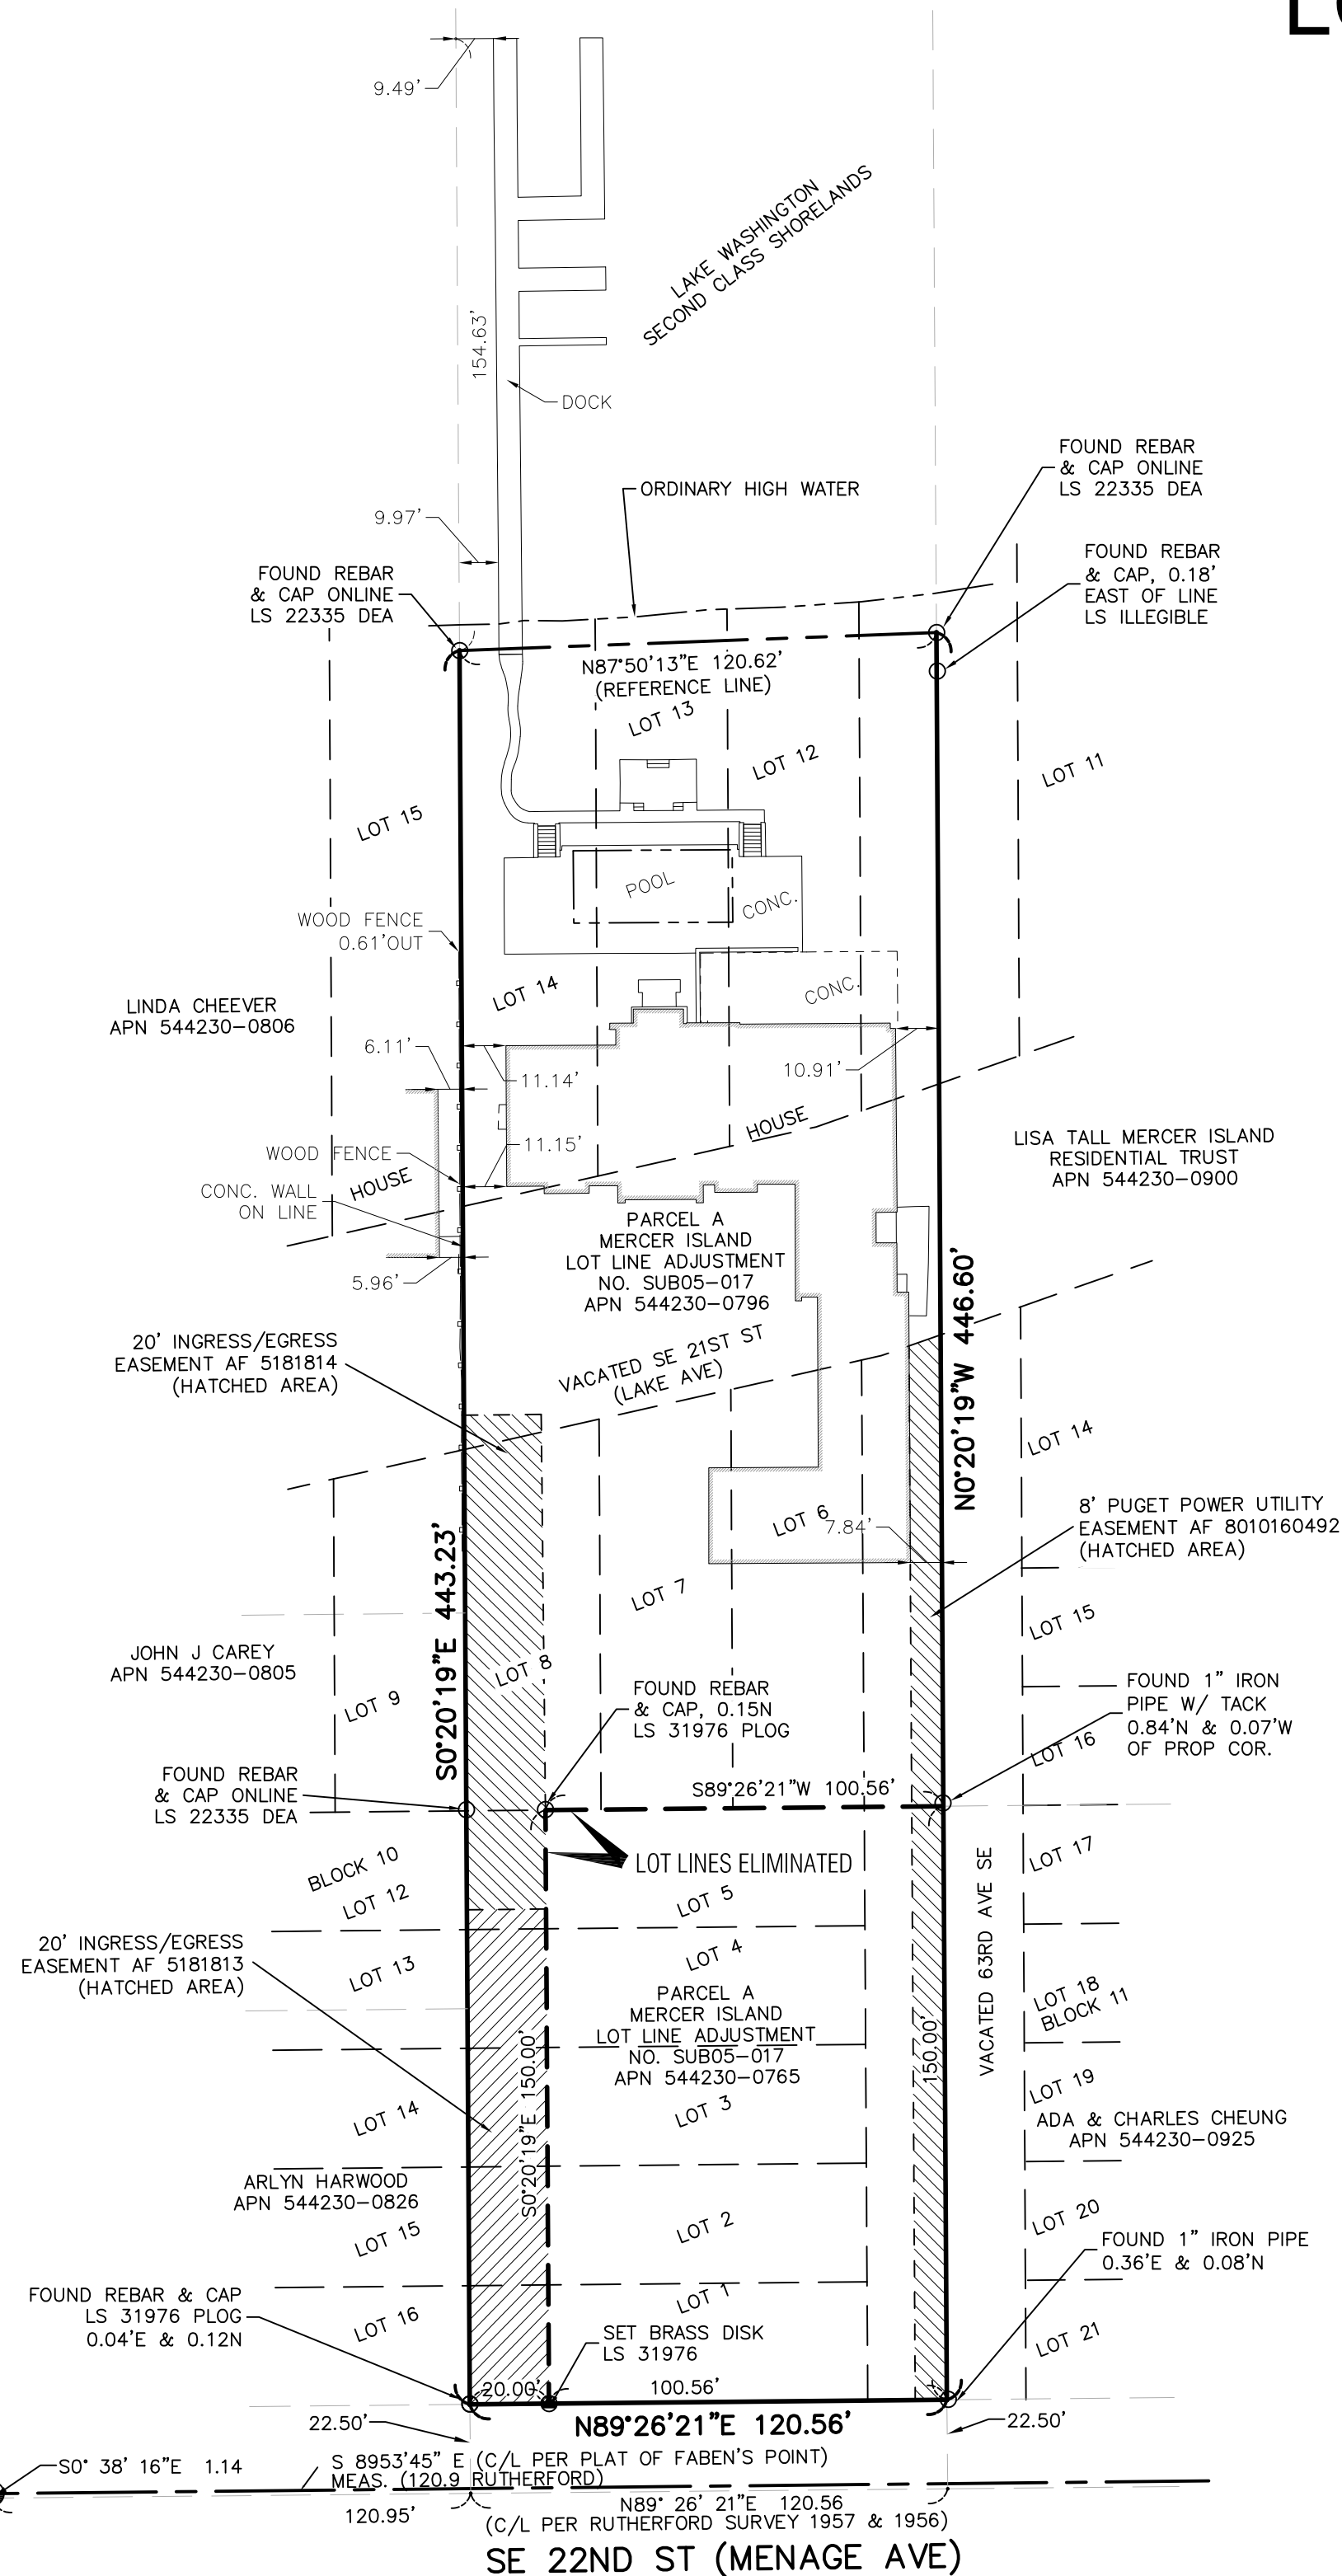 9.49'
LAKE WASHINGTON
SECOND CLASS SHORELANDS
154.63'
DOCK
FOUND REBAR
& CAP ONLINE
LS 22335 DEA
ORDINARY HIGH WATER
9.97'
FOUND REBAR
& CAP, 0.18'
EAST OF LINE
LS ILLEGIBLE
FOUND REBAR
& CAP ONLINE
LS 22335 DEA
N87°50'13"E 120.62'
(REFERENCE LINE)
LOT 13
LOT 12
LOT 11
LOT 15
POOL
CONC.
WOOD FENCE
0.61'OUT
LOT 14
CONC.
LINDA CHEEVER
APN 544230-0806
6.11'
11.14'
10.91'
HOUSE
11.15'
WOOD FENCE
HOUSE
CONC. WALL
ON LINE
LISA TALL MERCER ISLAND
RESIDENTIAL TRUST
APN 544230-0900
PARCEL A
MERCER ISLAND
LOT LINE ADJUSTMENT
NO. SUB05-017
APN 544230-0796
5.96'
N0°20'19"W 446.60'
20' INGRESS/EGRESS
EASEMENT AF 5181814
(HATCHED AREA)
VACATED SE 21ST ST
(LAKE AVE)
LOT 14
8' PUGET POWER UTILITY
EASEMENT AF 8010160492
(HATCHED AREA)
LOT 6
7.84'
S0°20'19"E 443.23'
LOT 7
LOT 15
JOHN J CAREY
APN 544230-0805
LOT 8
LOT 9
FOUND REBAR
& CAP, 0.15N
LS 31976 PLOG
FOUND 1" IRON
PIPE W/ TACK
0.84'N & 0.07'W
OF PROP COR.
LOT 16
FOUND REBAR
& CAP ONLINE
LS 22335 DEA
S89°26'21"W 100.56'
LOT LINES ELIMINATED
BLOCK 10
LOT 12
LOT 5
LOT 17
VACATED 63RD AVE SE
20' INGRESS/EGRESS
EASEMENT AF 5181813
(HATCHED AREA)
LOT 13
LOT 4
PARCEL A
MERCER ISLAND
LOT LINE ADJUSTMENT
NO. SUB05-017
APN 544230-0765
LOT 18
BLOCK 11
150.00'
S0°20'19"E 150.00'
LOT 14
LOT 3
LOT 19
ADA & CHARLES CHEUNG
APN 544230-0925
ARLYN HARWOOD
APN 544230-0826
LOT 15
LOT 2
LOT 20
FOUND 1" IRON PIPE
0.36'E & 0.08'N
FOUND REBAR & CAP
LS 31976 PLOG
0.04'E & 0.12N
LOT 16
LOT 1
SET BRASS DISK
LS 31976
LOT 21
20.00'
100.56'
N89°26'21"E 120.56'
22.50'
22.50'
S0° 38' 16"E 1.14
S 8953'45" E (C/L PER PLAT OF FABEN'S POINT)
MEAS. (120.9 RUTHERFORD)
120.95'
N89° 26' 21"E 120.56
(C/L PER RUTHERFORD SURVEY 1957 & 1956)
SE 22ND ST (MENAGE AVE)